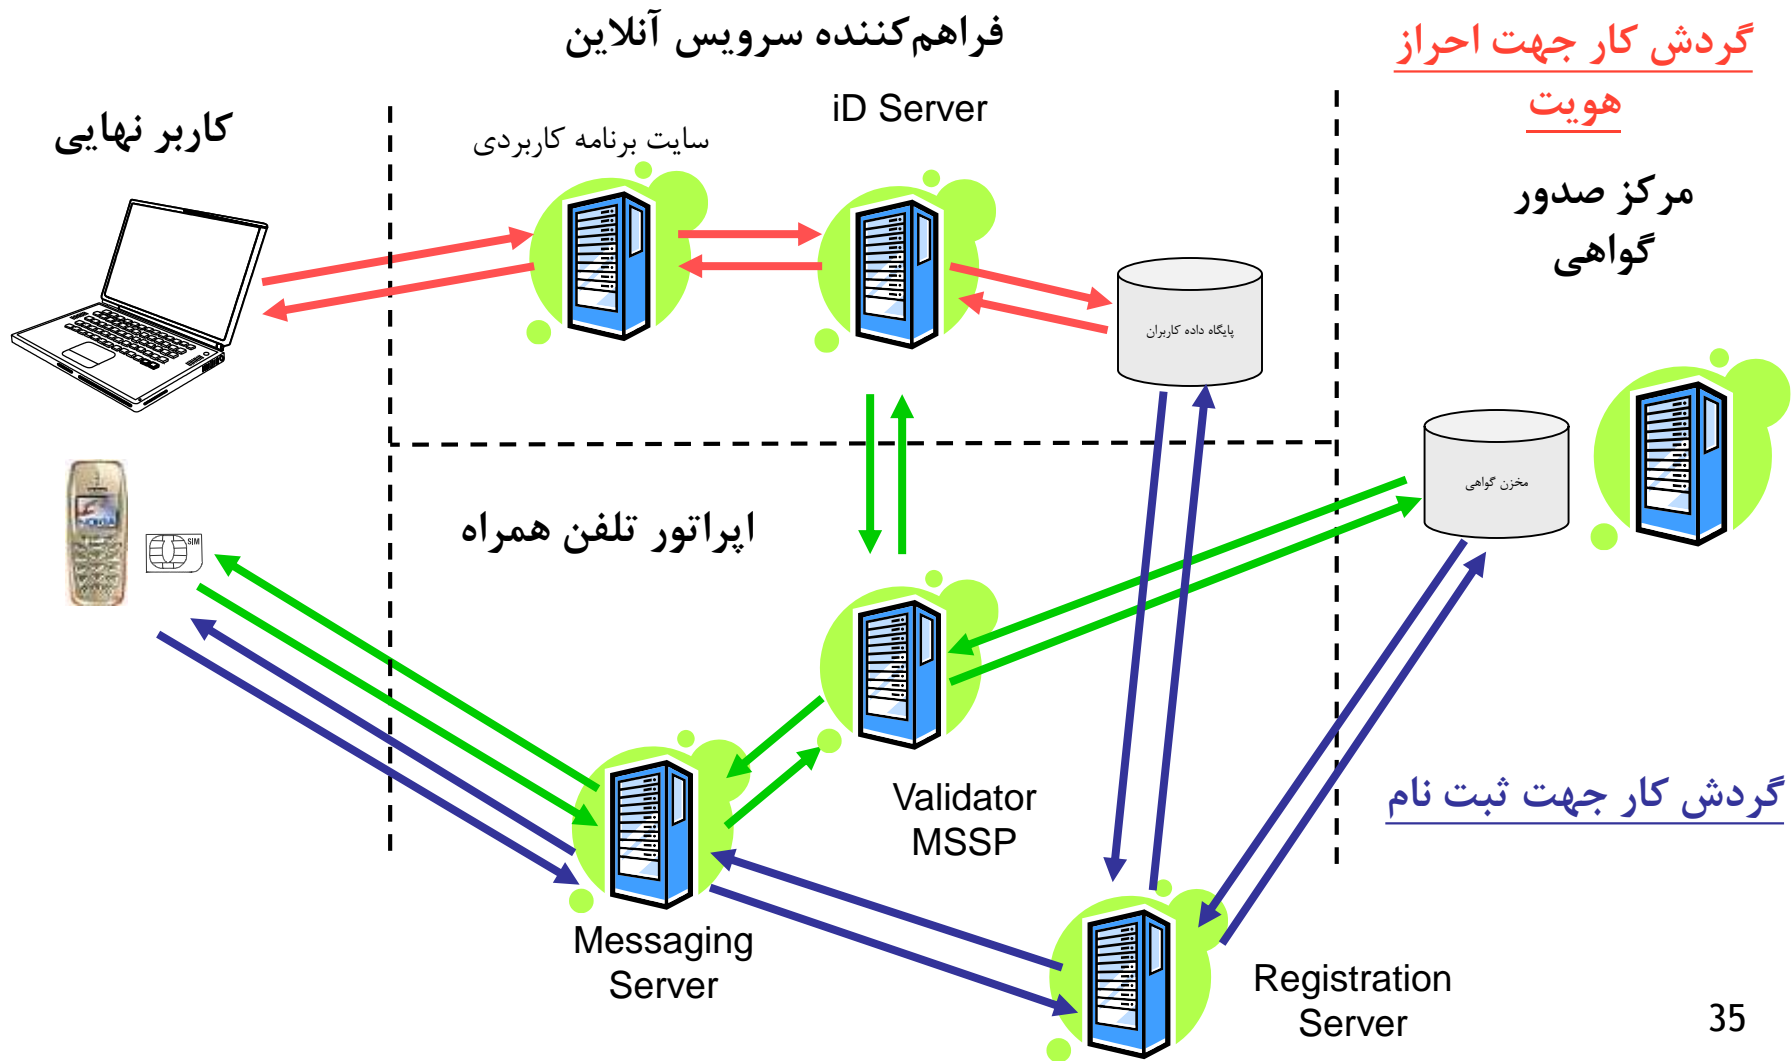 فراهم‌کننده سرویس آنلاین
گردش کار جهت احراز
هویت
iD Server
کاربر نهایی
سایت برنامه کاربردی
مرکز صدور
گواهی
پایگاه داده کاربران
مخزن گواهی
NOKIA
SIM
اپراتور تلفن همراه
Validator
MSSP
گردش کار جهت ثبت نام
Messaging
Server
Registration
Server
35